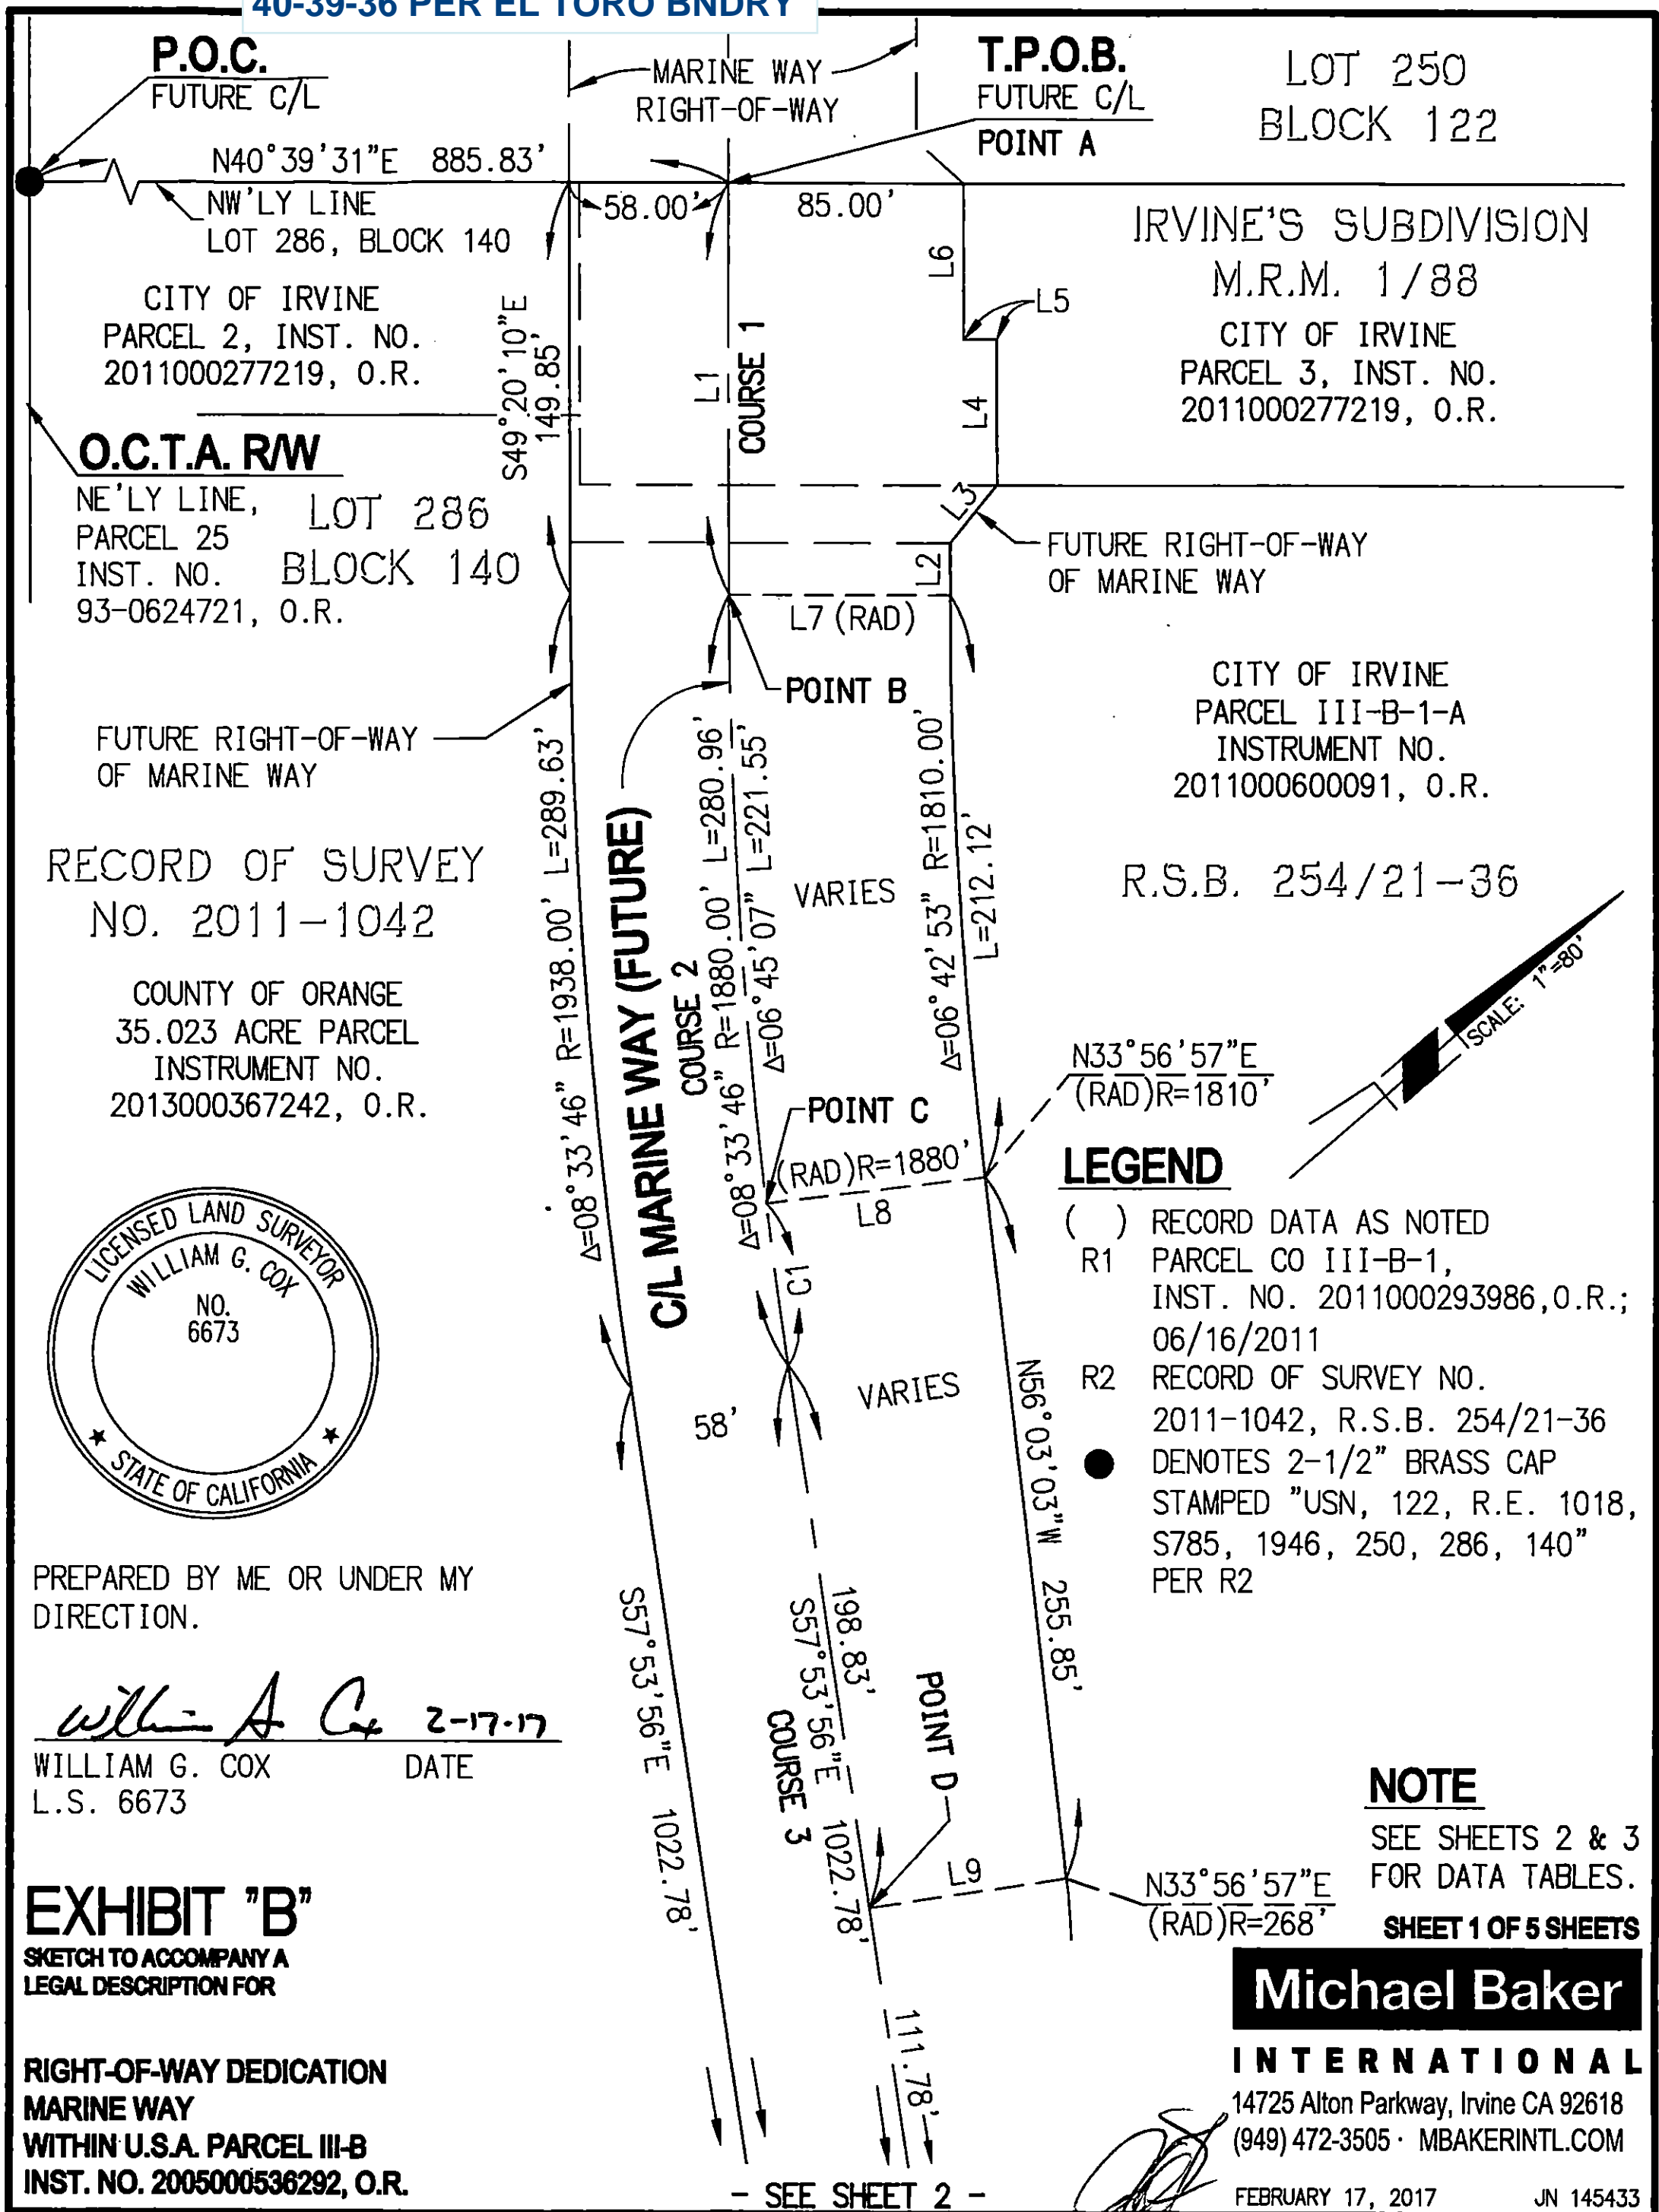 40-39-36 PER EL TORO BNDRY
P.O.C.
FUTURE C/L
MARINE WAY
RIGHT-OF-WAY
T.P.O.B.
FUTURE C/L
POINT A
LOT 250
BLOCK 122
N40°39'31"E 885.83'
NW'LY LINE
LOT 286, BLOCK 140
58.00'
85.00'
IRVINE'S SUBDIVISION
M.R.M. 1/88
CITY OF IRVINE
PARCEL 3, INST. NO.
2011000277219, O.R.
CITY OF IRVINE
PARCEL 2, INST. NO.
2011000277219, O.R.
S49°20'10"E
149.85'
L1
COURSE 1
L6
L5
L4
L3
L2
O.C.T.A. R/W
NE'LY LINE,
PARCEL 25
INST. NO.
93-0624721, O.R.
LOT 286
BLOCK 140
FUTURE RIGHT-OF-WAY
OF MARINE WAY
L7 (RAD)
POINT B
CITY OF IRVINE
PARCEL III-B-1-A
INSTRUMENT NO.
2011000600091, O.R.
FUTURE RIGHT-OF-WAY
OF MARINE WAY
RECORD OF SURVEY
NO. 2011-1042
R.S.B. 254/21-36
COUNTY OF ORANGE
35.023 ACRE PARCEL
INSTRUMENT NO.
2013000367242, O.R.
Δ=08°33'46" R=1938.00' L=289.63'
C/L MARINE WAY (FUTURE)
COURSE 2
Δ=08°33'46" R=1880.00' L=280.96'
Δ=06°45'07" L=221.55'
VARIES
Δ=06°42'53" R=1810.00'
L=212.12'
SCALE: 1"=80'
N33°56'57"E
(RAD)R=1810'
POINT C
(RAD)R=1880'
L8
C1
LEGEND
( ) RECORD DATA AS NOTED
R1 PARCEL CO III-B-1,
INST. NO. 2011000293986,O.R.;
06/16/2011
R2 RECORD OF SURVEY NO.
2011-1042, R.S.B. 254/21-36
DENOTES 2-1/2" BRASS CAP
STAMPED "USN, 122, R.E. 1018,
S785, 1946, 250, 286, 140"
PER R2
LICENSED LAND SURVEYOR
WILLIAM G. COX
NO.
6673
★ STATE OF CALIFORNIA ★
58'
VARIES
N56°03'03"W 255.85'
PREPARED BY ME OR UNDER MY
DIRECTION.
2-17-17
WILLIAM G. COX DATE
L.S. 6673
S57°53'56"E 1022.78'
198.83'
S57°53'56"E 1022.78'
COURSE 3
POINT D
L9
111.78'
N33°56'57"E
(RAD)R=268'
NOTE
SEE SHEETS 2 & 3
FOR DATA TABLES.
SHEET 1 OF 5 SHEETS
EXHIBIT "B"
SKETCH TO ACCOMPANY A
LEGAL DESCRIPTION FOR
RIGHT-OF-WAY DEDICATION
MARINE WAY
WITHIN U.S.A. PARCEL III-B
INST. NO. 2005000536292, O.R.
- SEE SHEET 2 -
Michael Baker
INTERNATIONAL
14725 Alton Parkway, Irvine CA 92618
(949) 472-3505 · MBAKERINTL.COM
FEBRUARY 17, 2017 JN 145433